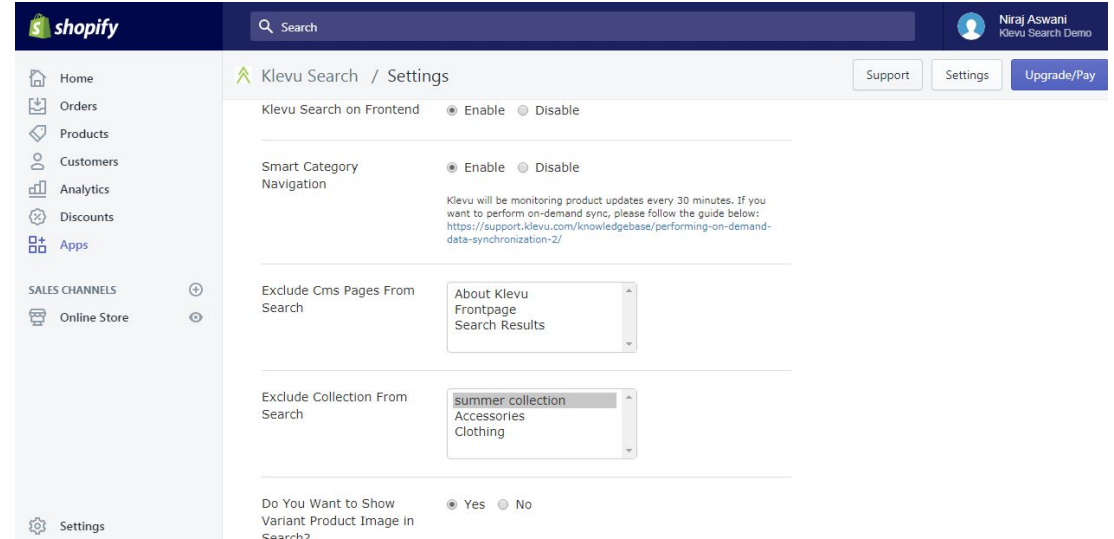 shopify
Search
Niraj Aswani
Klevu Search Demo
Home
Orders
Products
Customers
Analytics
Discounts
Apps
SALES CHANNELS
Online Store
Settings
Klevu Search / Settings
Support
Settings
Upgrade/Pay
Klevu Search on Frontend
Enable
Disable
Smart Category
Navigation
Enable
Disable
Klevu will be monitoring product updates every 30 minutes. If you
want to perform on-demand sync, please follow the guide below:
https://support.klevu.com/knowledgebase/performing-on-demand-
data-synchronization-2/
Exclude Cms Pages From
Search
About Klevu
Frontpage
Search Results
Exclude Collection From
Search
summer collection
Accessories
Clothing
Do You Want to Show
Variant Product Image in
Search?
Yes
No